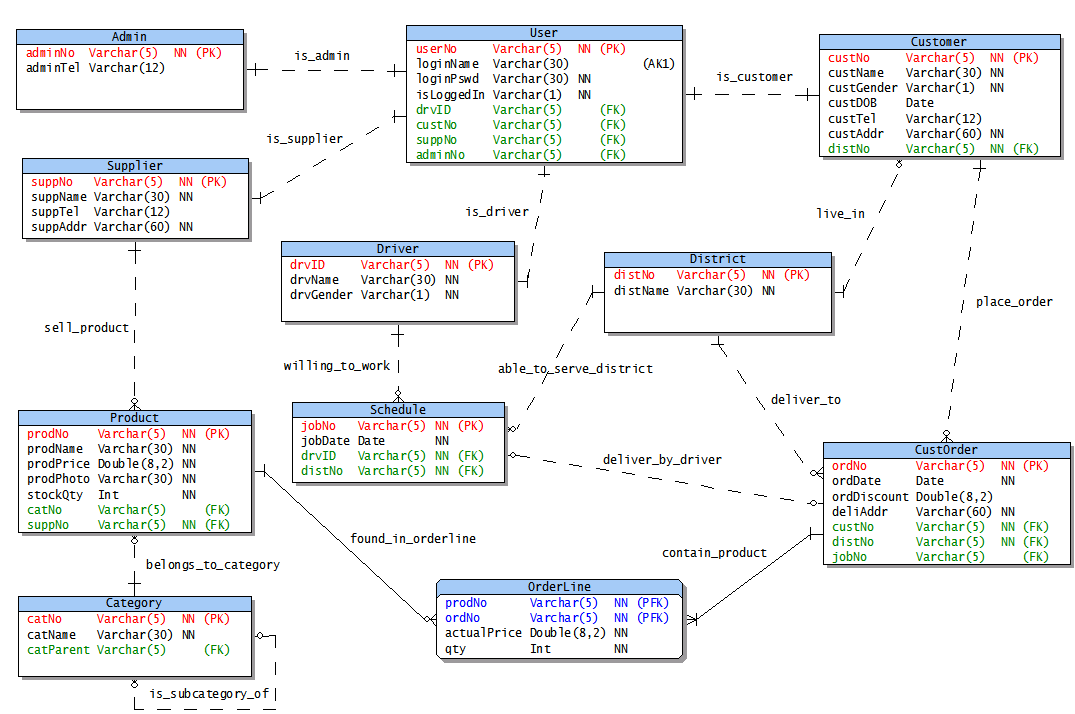 Admin
adminNo Varchar(5) NN (PK)
adminTel Varchar(12)
is_admin
User
userNo Varchar(5) NN (PK)
loginName Varchar(30) (AK1)
loginPswd Varchar(30) NN
isLoggedIn Varchar(1) NN
drvID Varchar(5) (FK)
custNo Varchar(5) (FK)
suppNo Varchar(5) (FK)
adminNo Varchar(5) (FK)
is_customer
Customer
custNo Varchar(5) NN (PK)
custName Varchar(30) NN
custGender Varchar(1) NN
custDOB Date
custTel Varchar(12)
custAddr Varchar(60) NN
distNo Varchar(5) NN (FK)
is_supplier
Supplier
suppNo Varchar(5) NN (PK)
suppName Varchar(30) NN
suppTel Varchar(12)
suppAddr Varchar(60) NN
is_driver
live_in
Driver
drvID Varchar(5) NN (PK)
drvName Varchar(30) NN
drvGender Varchar(1) NN
District
distNo Varchar(5) NN (PK)
distName Varchar(30) NN
place_order
sell_product
willing_to_work
able_to_serve_district
deliver_to
Product
prodNo Varchar(5) NN (PK)
prodName Varchar(30) NN
prodPrice Double(8,2) NN
prodPhoto Varchar(30) NN
stockQty Int NN
catNo Varchar(5) (FK)
suppNo Varchar(5) NN (FK)
Schedule
jobNo Varchar(5) NN (PK)
jobDate Date NN
drvID Varchar(5) NN (FK)
distNo Varchar(5) NN (FK)
deliver_by_driver
CustOrder
ordNo Varchar(5) NN (PK)
ordDate Date NN
ordDiscount Double(8,2)
deliAddr Varchar(60) NN
custNo Varchar(5) NN (FK)
distNo Varchar(5) NN (FK)
jobNo Varchar(5) (FK)
found_in_orderline
contain_product
belongs_to_category
Category
catNo Varchar(5) NN (PK)
catName Varchar(30) NN
catParent Varchar(5) (FK)
is_subcategory_of
OrderLine
prodNo Varchar(5) NN (PFK)
ordNo Varchar(5) NN (PFK)
actualPrice Double(8,2) NN
qty Int NN